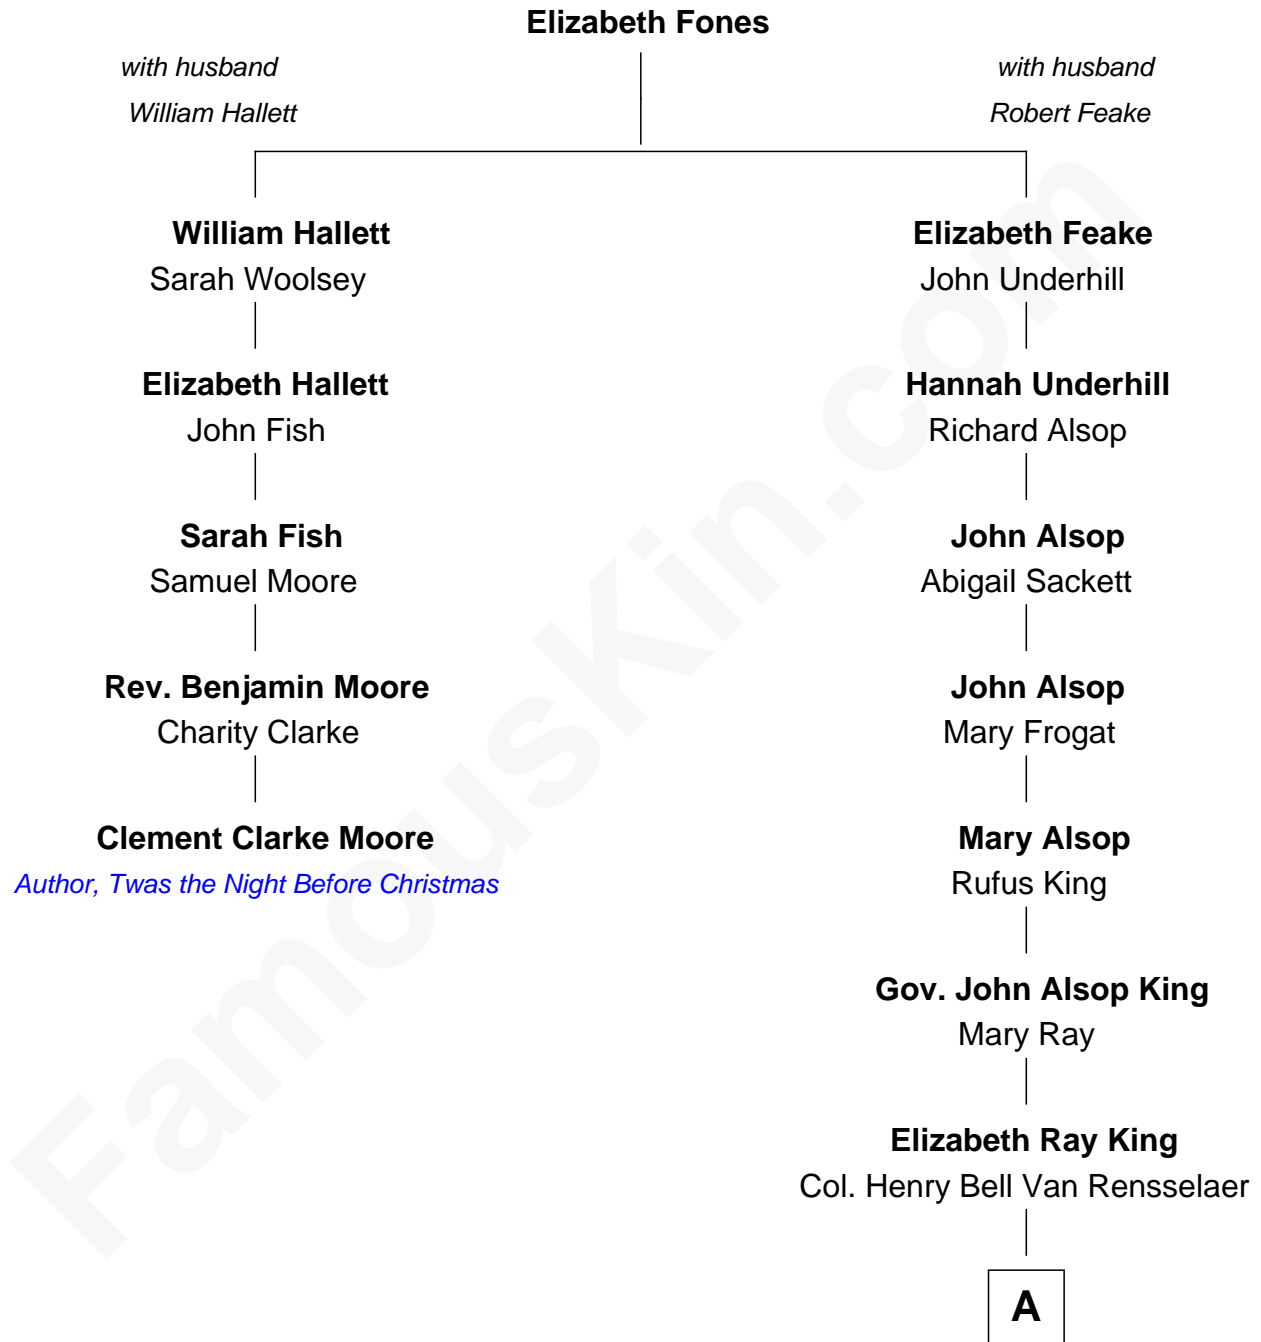 Elizabeth Fones
with husband
William Hallett
with husband
Robert Feake
William Hallett
Sarah Woolsey
Elizabeth Hallett
John Fish
Sarah Fish
Samuel Moore
Rev. Benjamin Moore
Charity Clarke
Clement Clarke Moore
Author, Twas the Night Before Christmas
Elizabeth Feake
John Underhill
Hannah Underhill
Richard Alsop
John Alsop
Abigail Sackett
John Alsop
Mary Frogat
Mary Alsop
Rufus King
Gov. John Alsop King
Mary Ray
Elizabeth Ray King
Col. Henry Bell Van Rensselaer
A
FamousKin.com